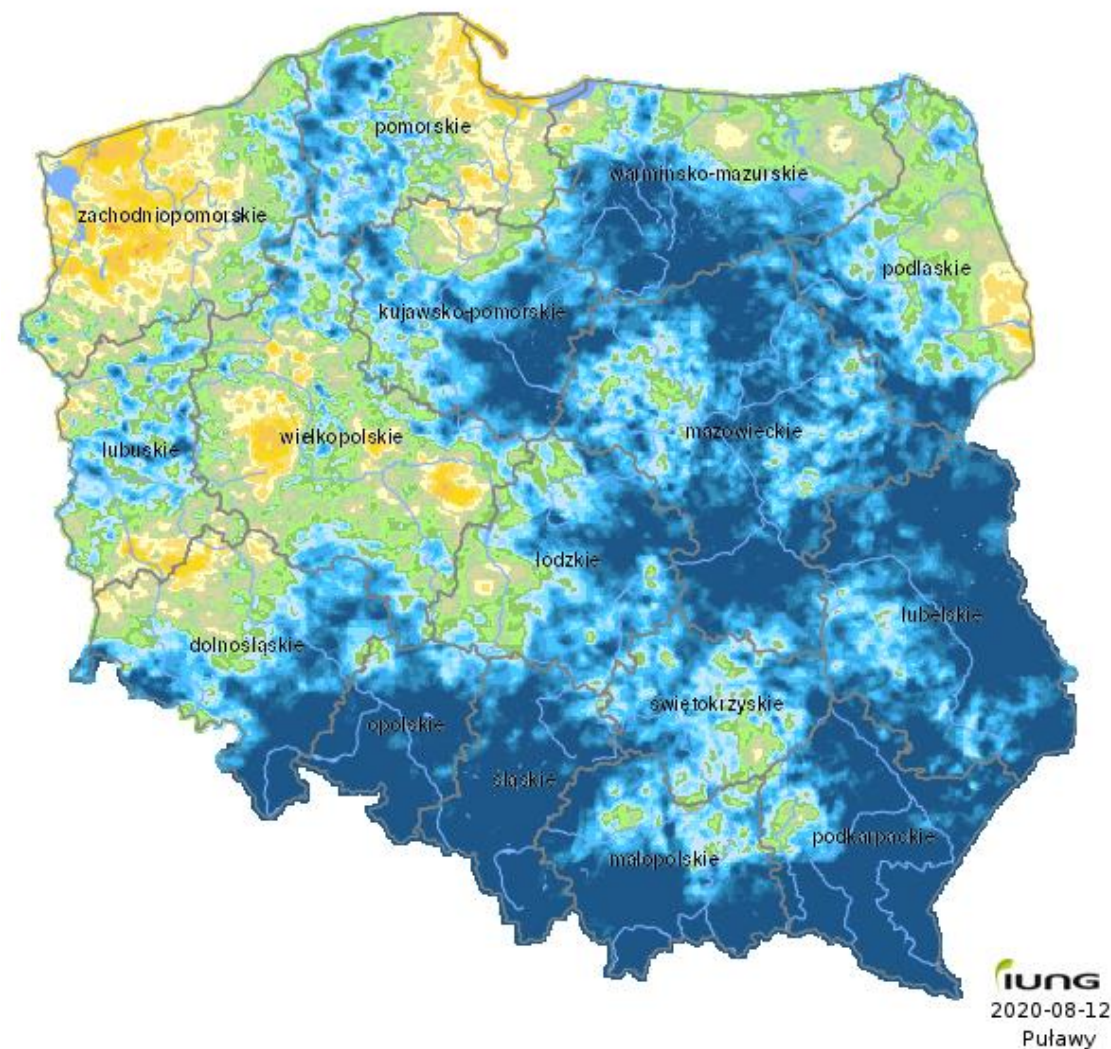 pomorskie
warmińsko-mazurskie
zachodniopomorskie
podlaskie
kujawsko-pomorskie
mazowieckie
wielkopolskie
lubuskie
łódzkie
lubelskie
dolnośląskie
świętokrzyskie
opolskie
śląskie
podkarpackie
małopolskie
IUNG
2020-08-12
Puławy